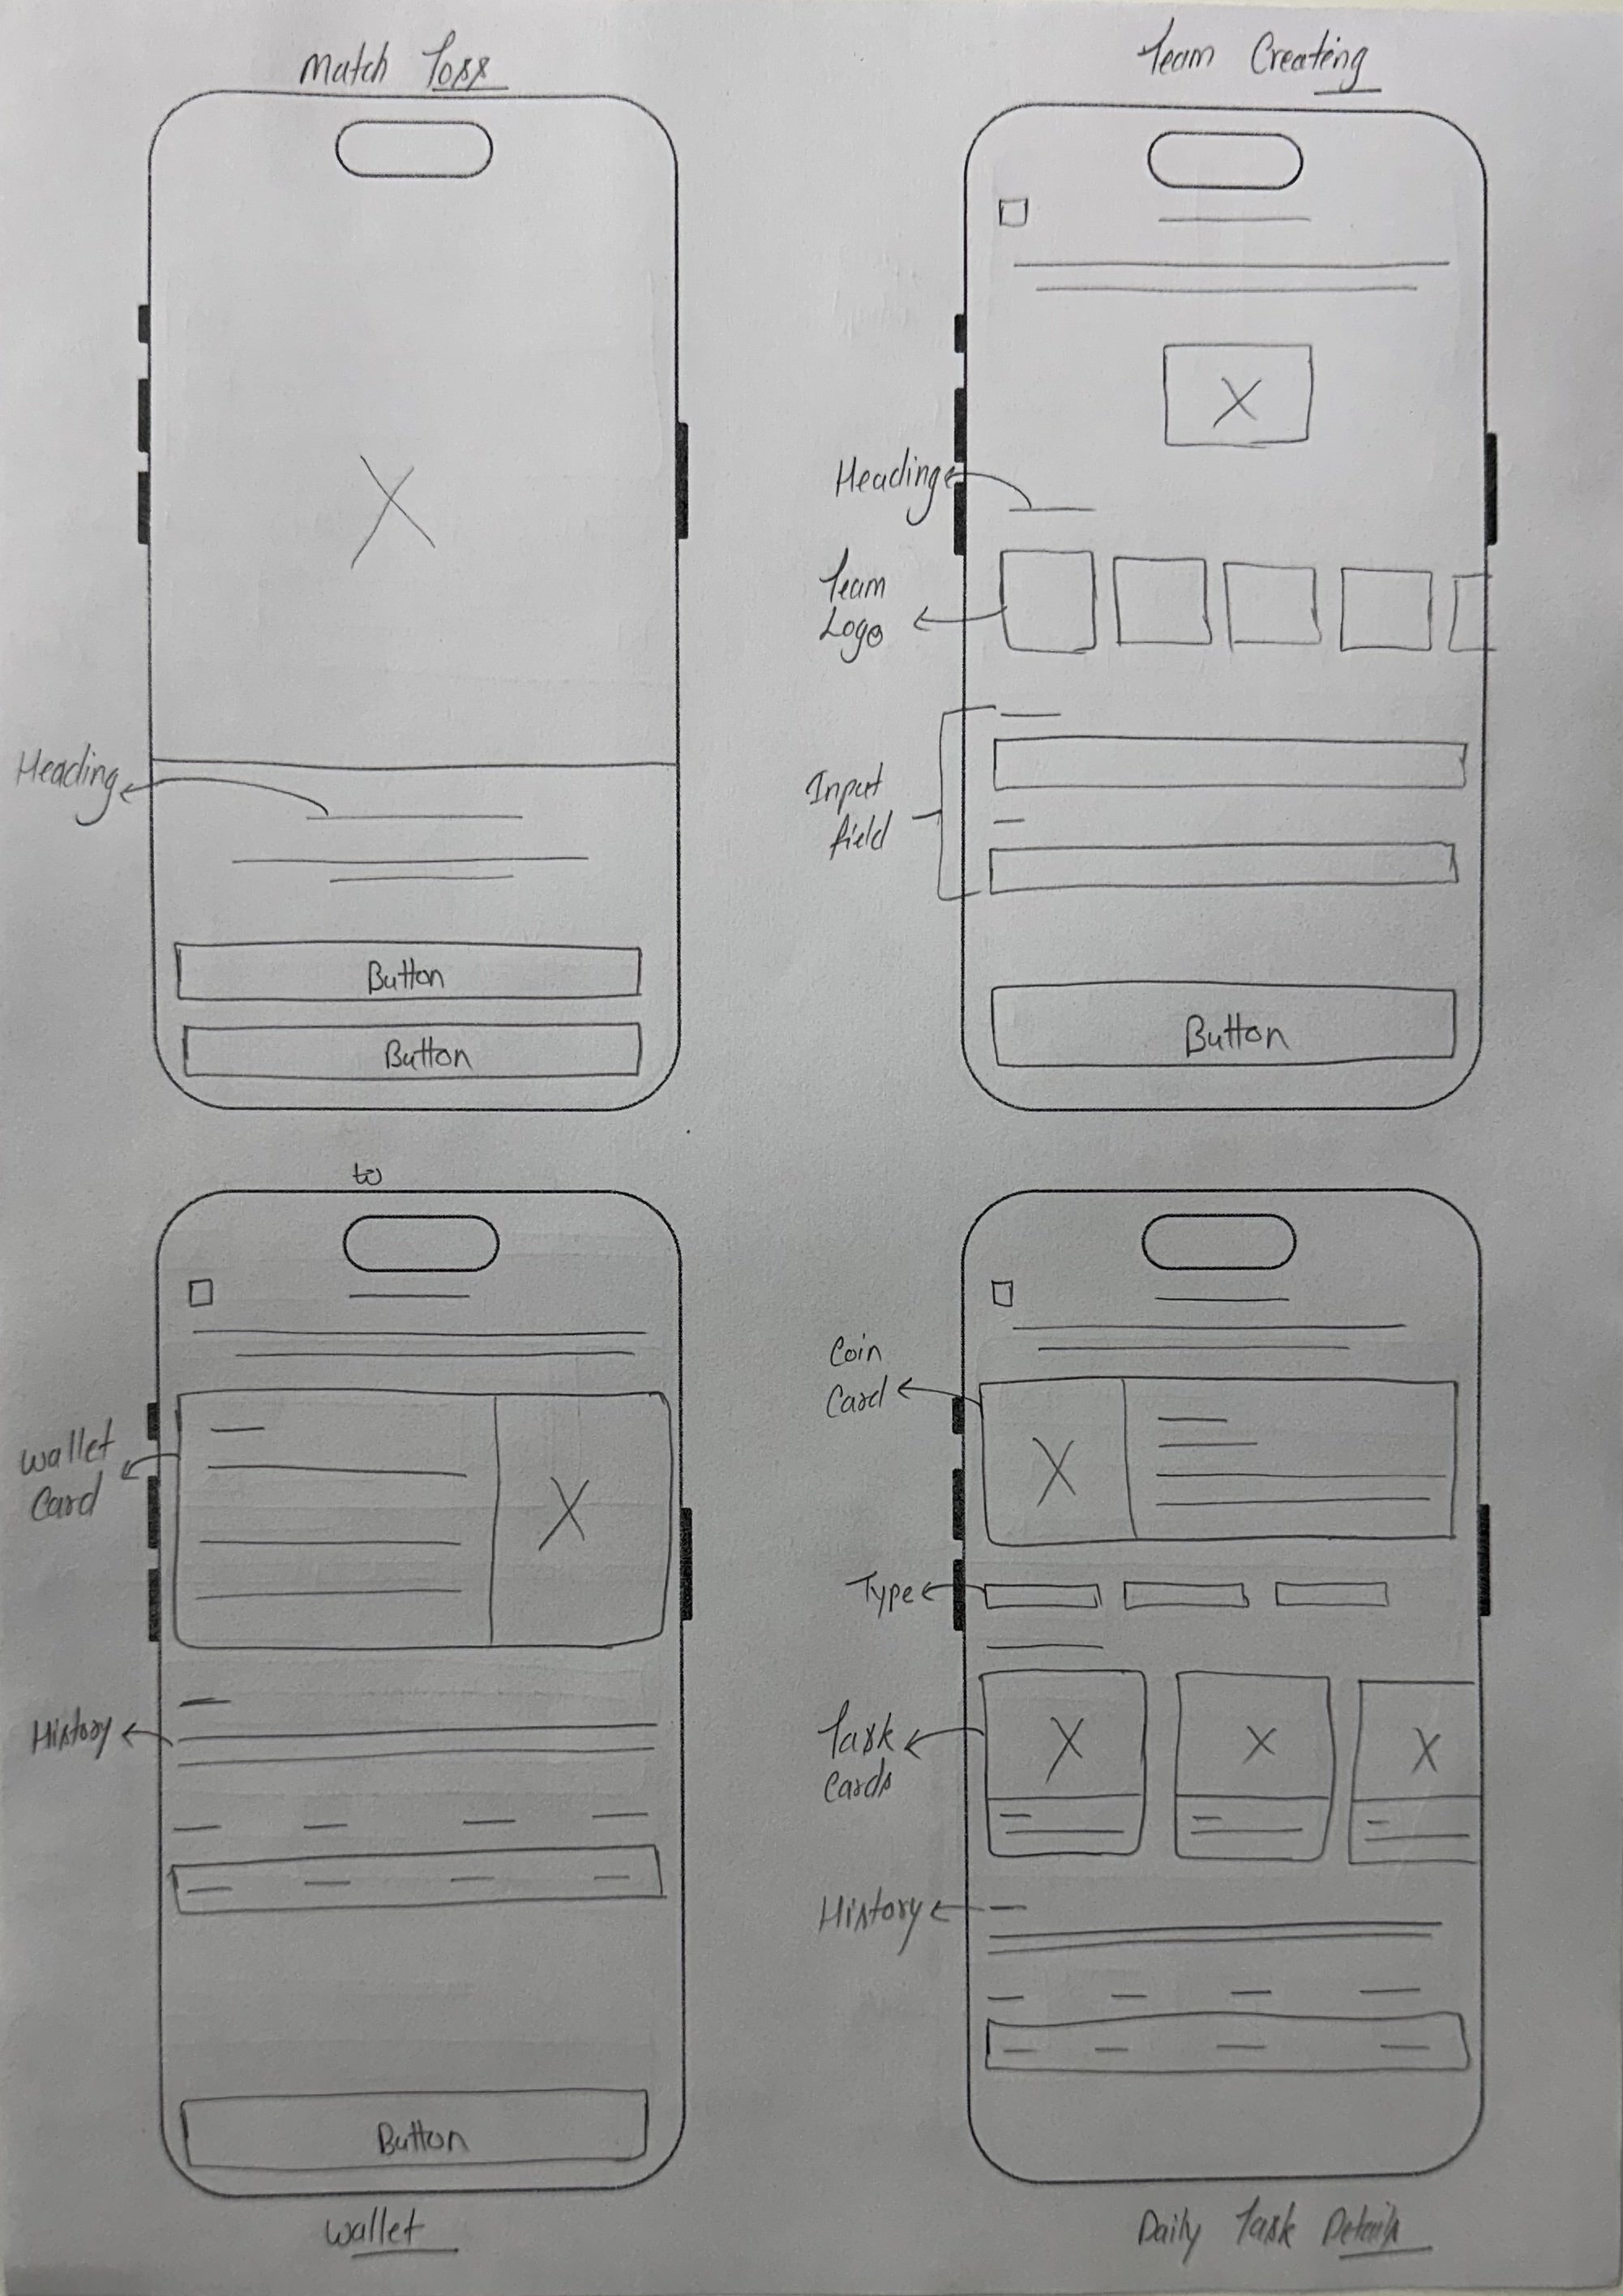 Match Toss
Team Creating
Heading
Button
Button
Heading
Team
Logo
Input
field
Button
to
Wallet
Card
History
Button
Wallet
Coin
Card
Type
Task
Cards
History
Daily Task Details